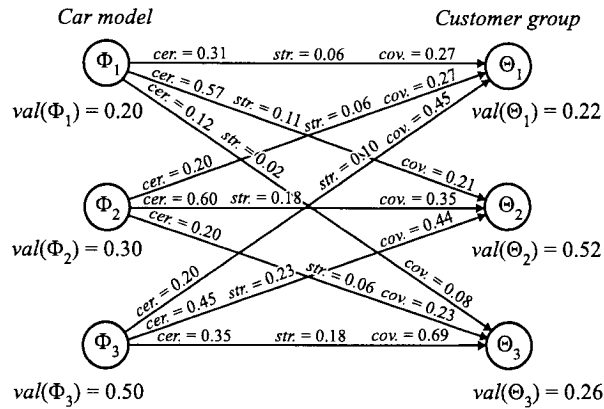 Car model
Customer group
Φ1
cer. = 0.31
str. = 0.06
cov. = 0.27
Θ1
val(Φ1) = 0.20
cer. = 0.57
str. = 0.11
cov. = 0.21
cer. = 0.12
str. = 0.02
cov. = 0.08
val(Θ1) = 0.22
Φ2
cer. = 0.20
str. = 0.06
cov. = 0.27
cer. = 0.60
str. = 0.18
cov. = 0.35
Θ2
val(Φ2) = 0.30
cer. = 0.20
str. = 0.06
cov. = 0.23
val(Θ2) = 0.52
Φ3
cer. = 0.20
str. = 0.10
cov. = 0.45
cer. = 0.45
str. = 0.23
cov. = 0.44
cer. = 0.35
str. = 0.18
cov. = 0.69
Θ3
val(Φ3) = 0.50
val(Θ3) = 0.26